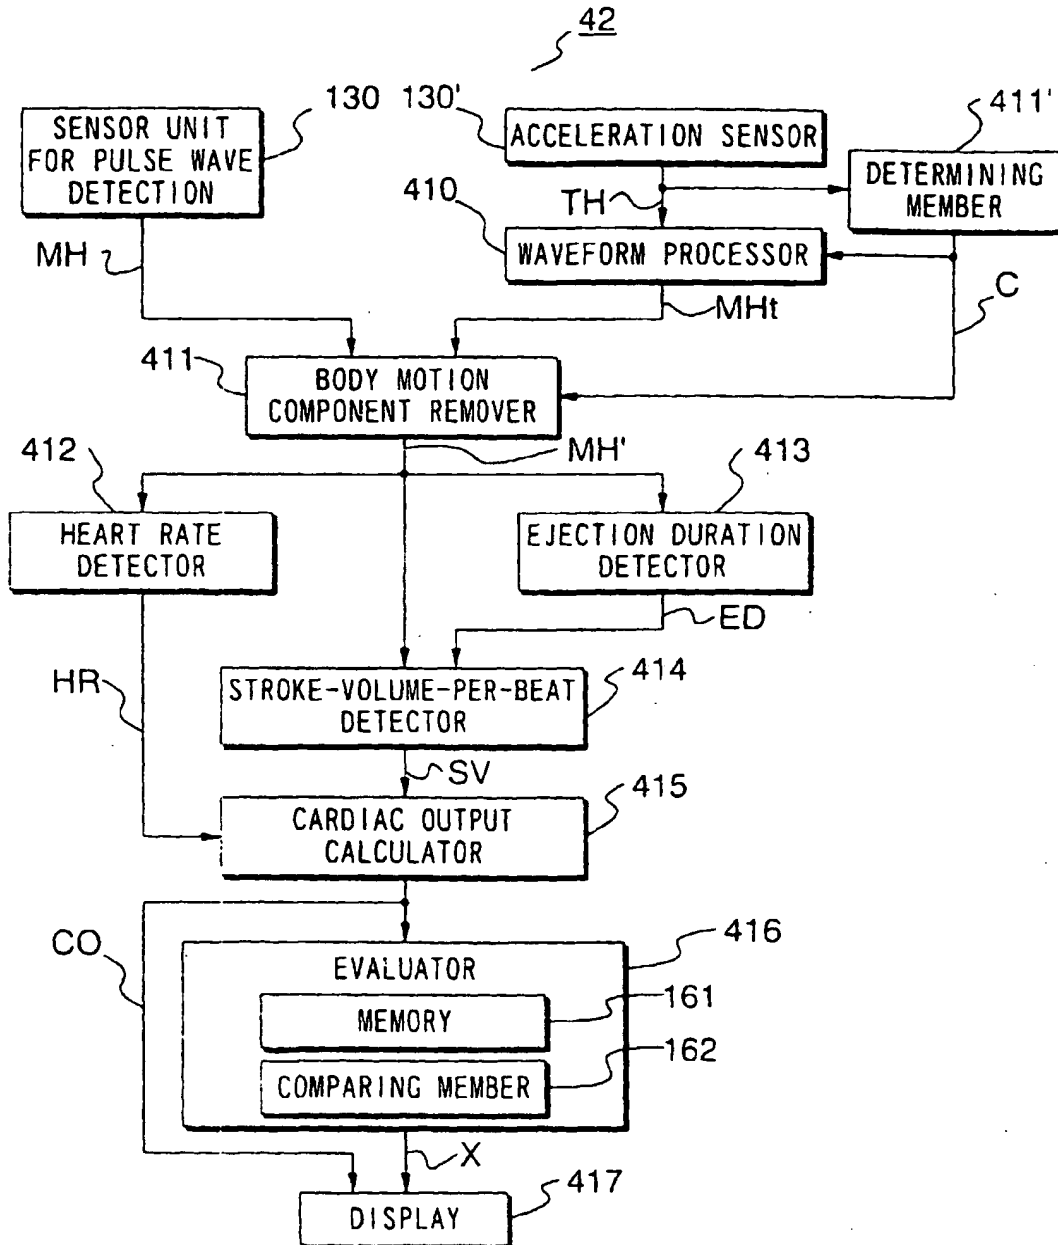 42
130
130'
411'
SENSOR UNIT
FOR PULSE WAVE
DETECTION
ACCELERATION SENSOR
DETERMINING
MEMBER
410
TH
MH
WAVEFORM PROCESSOR
MHt
C
411
BODY MOTION
COMPONENT REMOVER
412
MH'
413
HEART RATE
DETECTOR
EJECTION DURATION
DETECTOR
ED
HR
414
STROKE-VOLUME-PER-BEAT
DETECTOR
SV
415
CARDIAC OUTPUT
CALCULATOR
CO
416
EVALUATOR
161
MEMORY
162
COMPARING MEMBER
X
417
DISPLAY